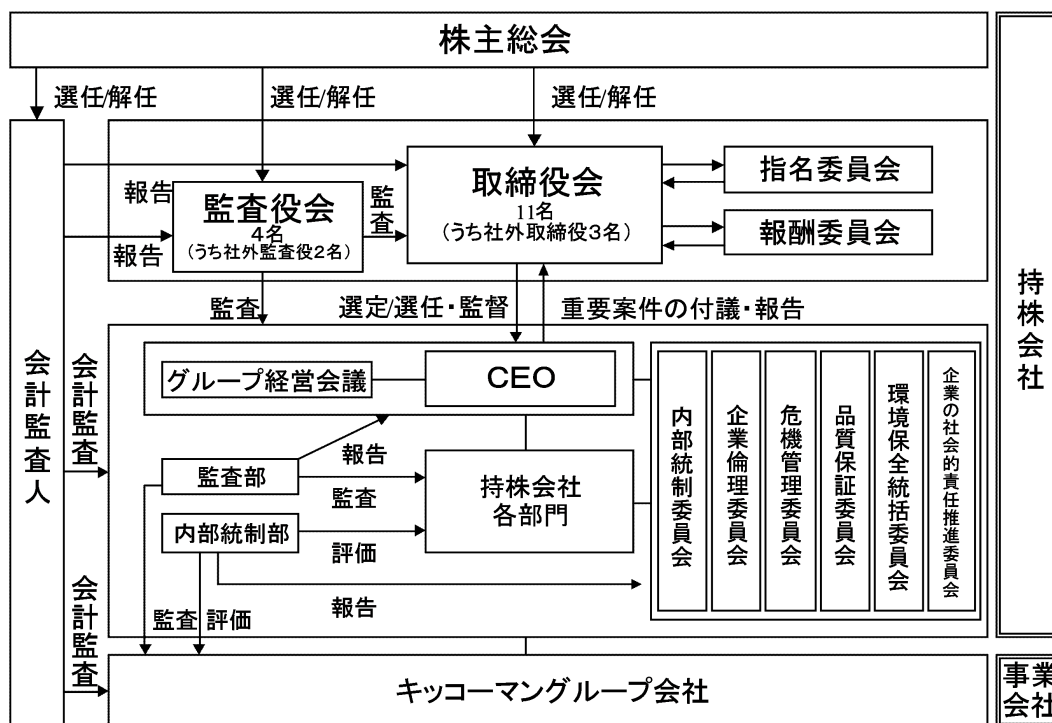 株主総会
選任/解任
選任/解任
選任/解任
報告
報告
監査役会
4名
(うち社外監査役2名)
監査
取締役会
11名
(うち社外取締役3名)
指名委員会
報酬委員会
監査
選定/選任・監督
重要案件の付議・報告
会計監査人
会計監査
会計監査
グループ経営会議
CEO
監査部
報告
監査
内部統制部
評価
報告
持株会社
各部門
内部統制委員会
企業倫理委員会
危機管理委員会
品質保証委員会
環境保全統括委員会
企業の社会的責任推進委員会
監査
評価
キッコーマングループ会社
持株会社
事業
会社